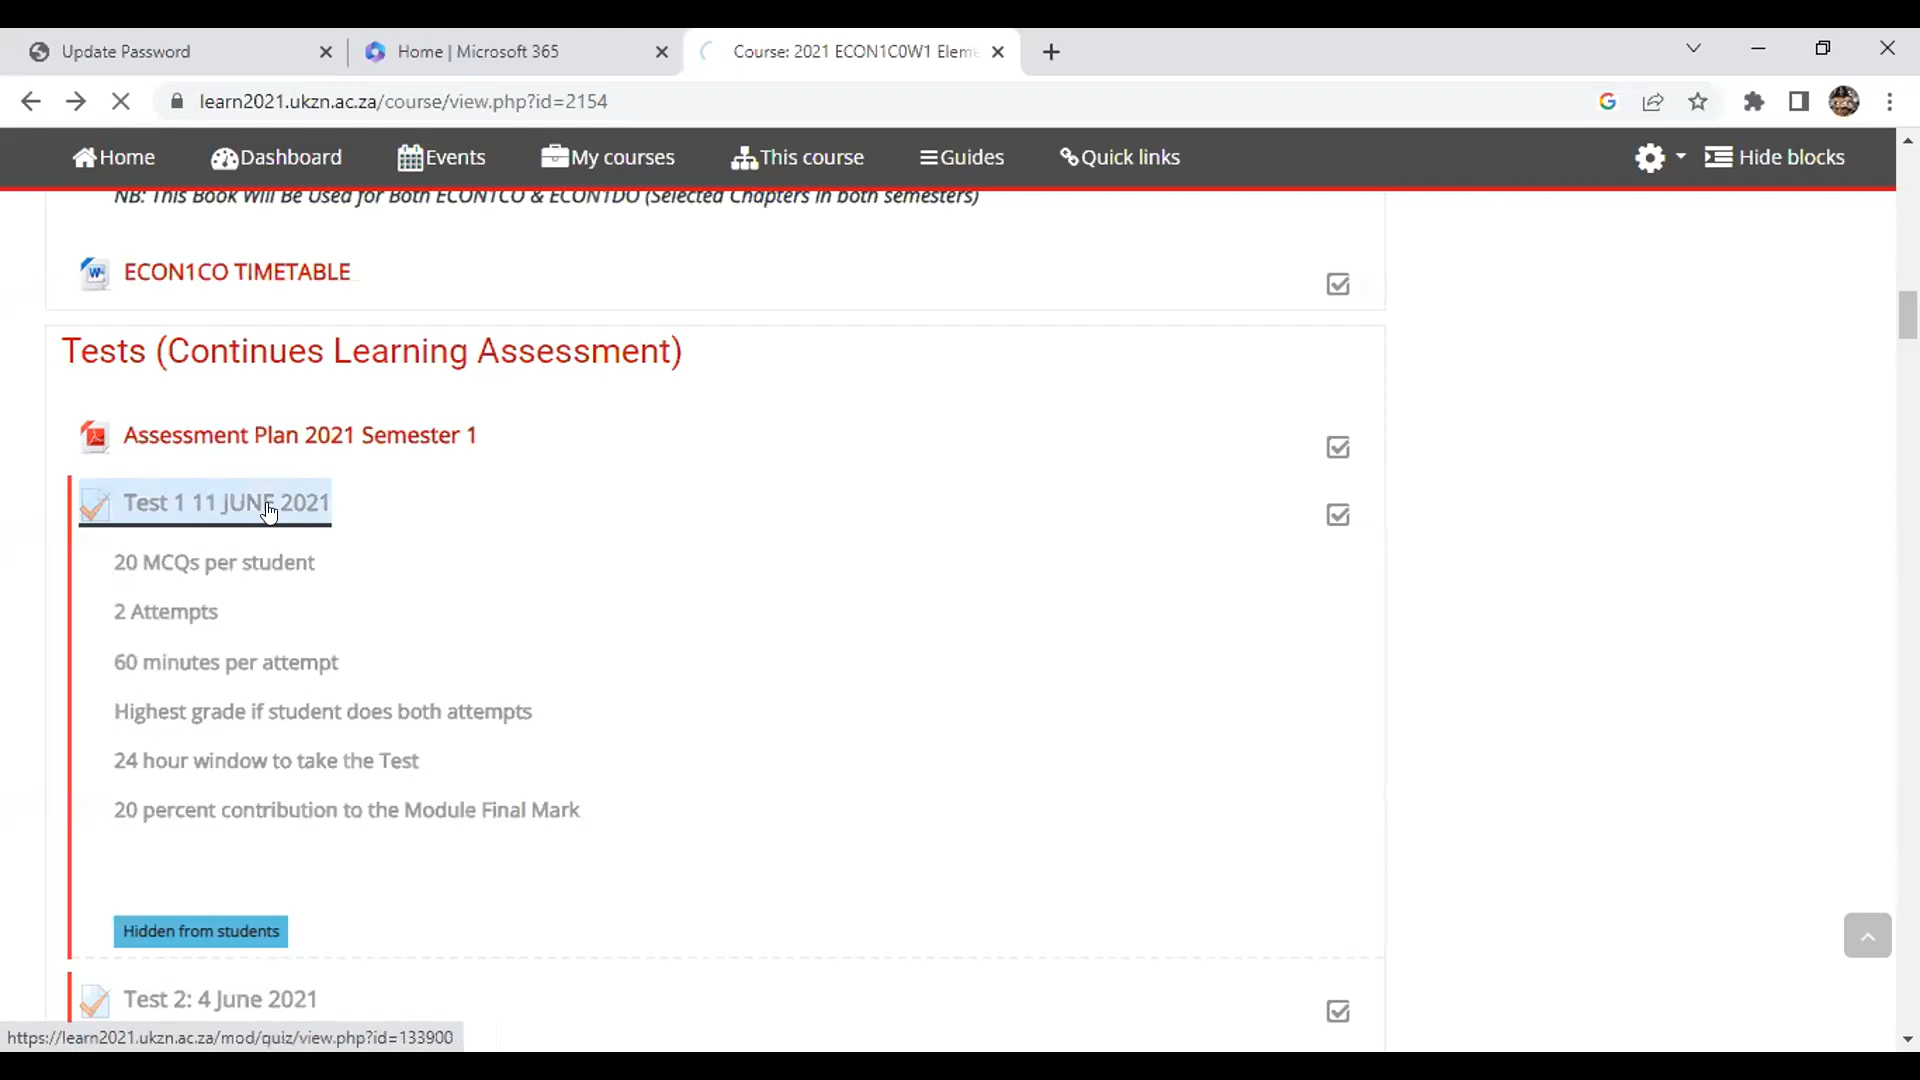 Update Password
Home | Microsoft 365
Course: 2021 ECON1C0W1 Eleme
learn2021.ukzn.ac.za/course/view.php?id=2154
Home Dashboard Events My courses This course Guides Quick links Hide blocks
NB: This Book Will Be Used for Both ECON1CO & ECON1DO (Selected Chapters in both semesters)
ECON1CO TIMETABLE
Tests (Continues Learning Assessment)
Assessment Plan 2021 Semester 1
Test 1 11 JUNE 2021
20 MCQs per student
2 Attempts
60 minutes per attempt
Highest grade if student does both attempts
24 hour window to take the Test
20 percent contribution to the Module Final Mark
Hidden from students
Test 2: 4 June 2021
https://learn2021.ukzn.ac.za/mod/quiz/view.php?id=133900